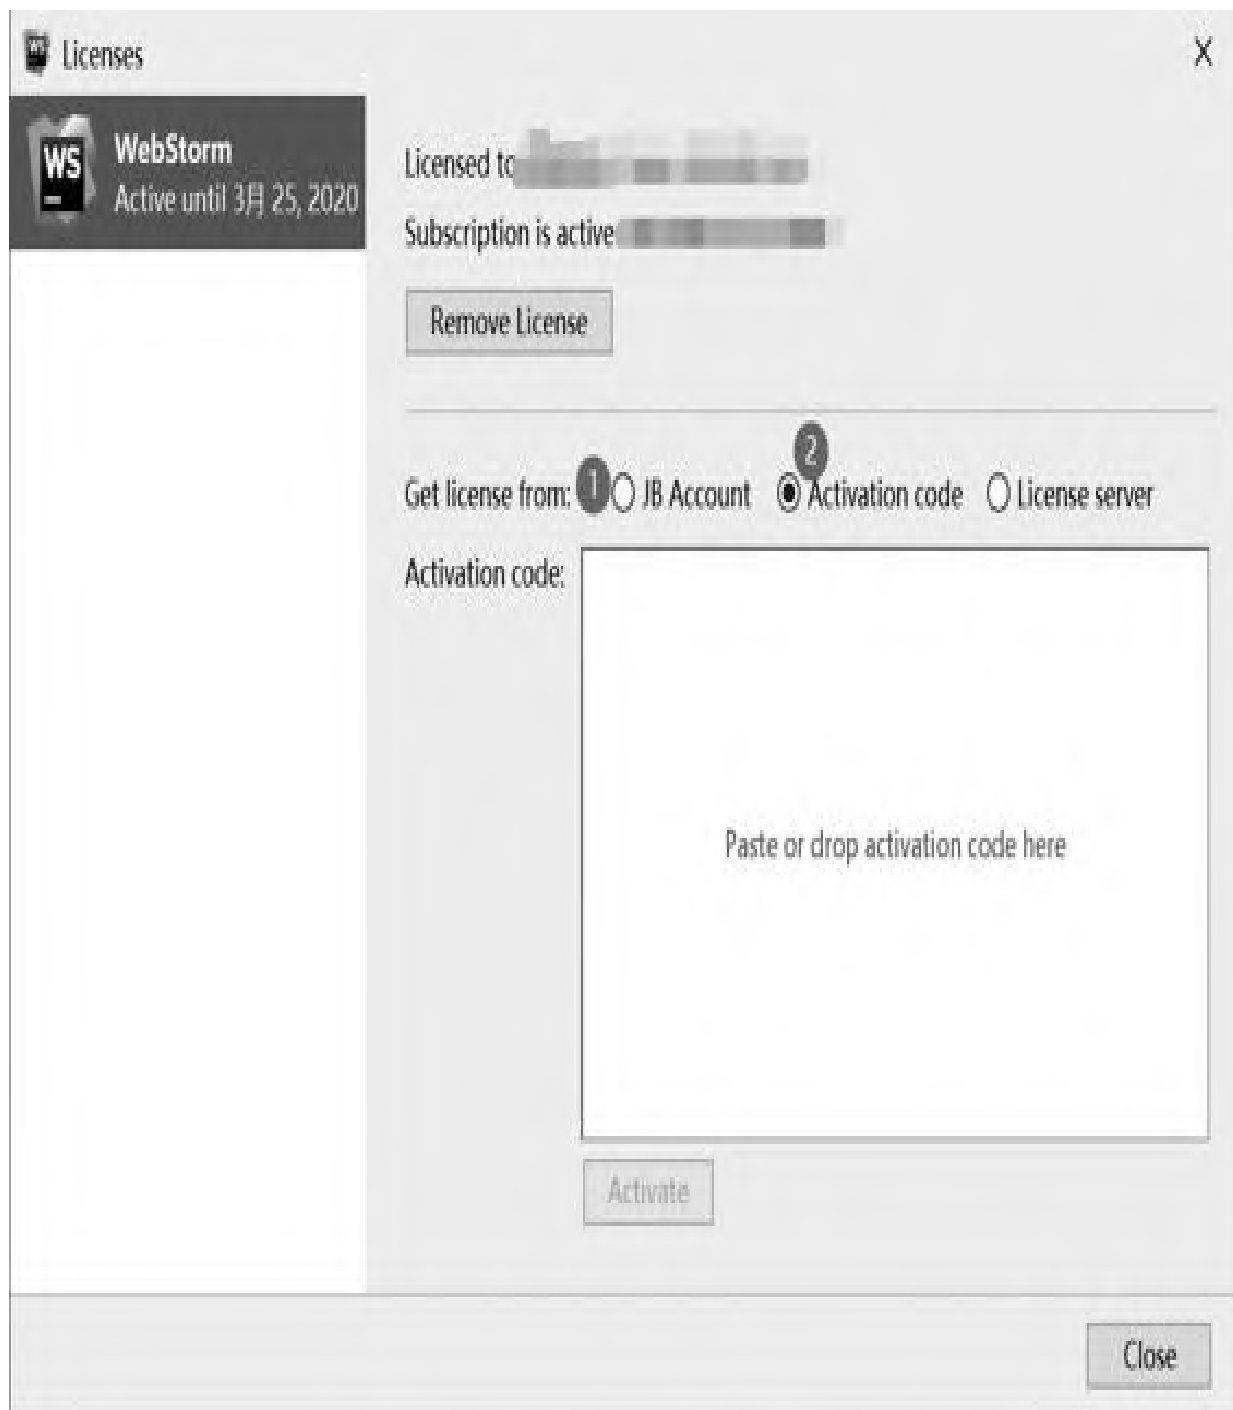 Licenses
X
WS
WebStorm
Active until 3月 25, 2020
Licensed to
Subscription is active
Remove License
2
Get license from: 1 JB Account Activation code License server
Activation code:
Paste or drop activation code here
Activate
Close